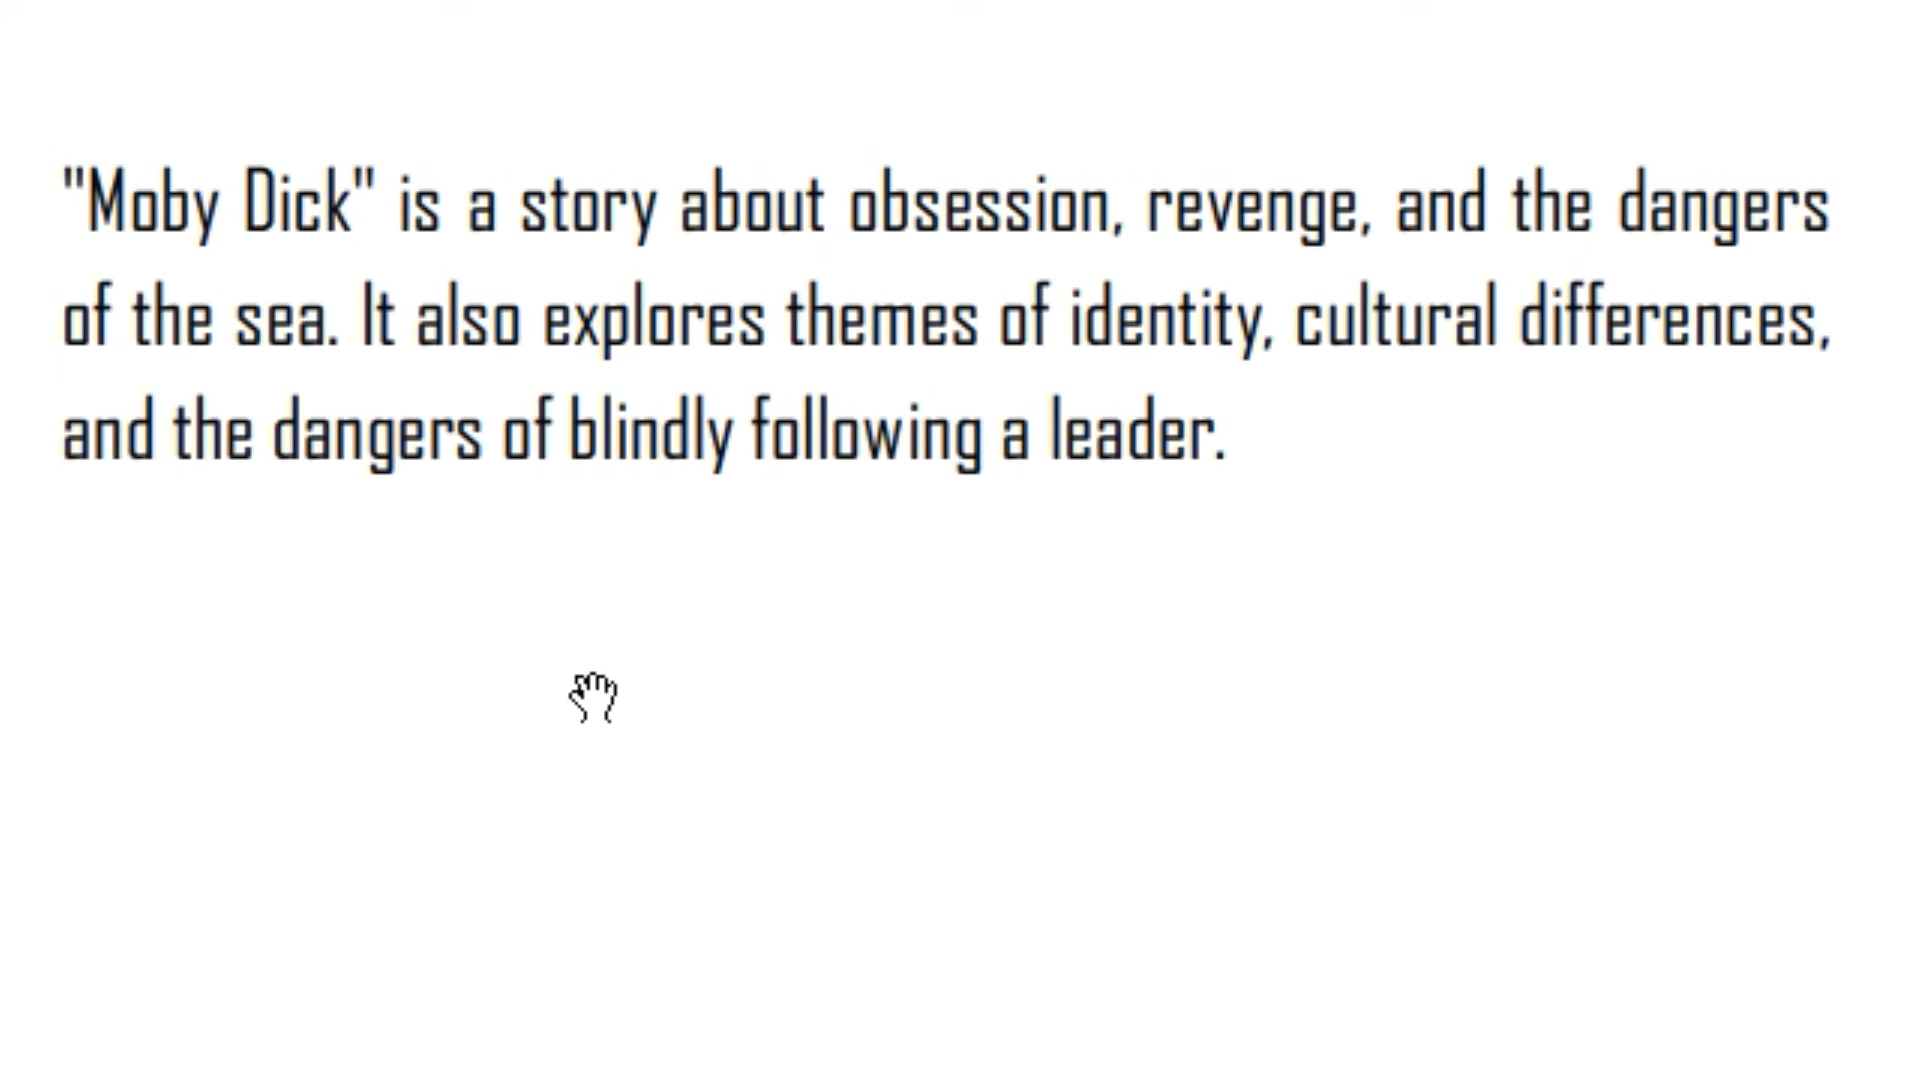 "Moby Dick" is a story about obsession, revenge, and the dangers
of the sea. It also explores themes of identity, cultural differences,
and the dangers of blindly following a leader.